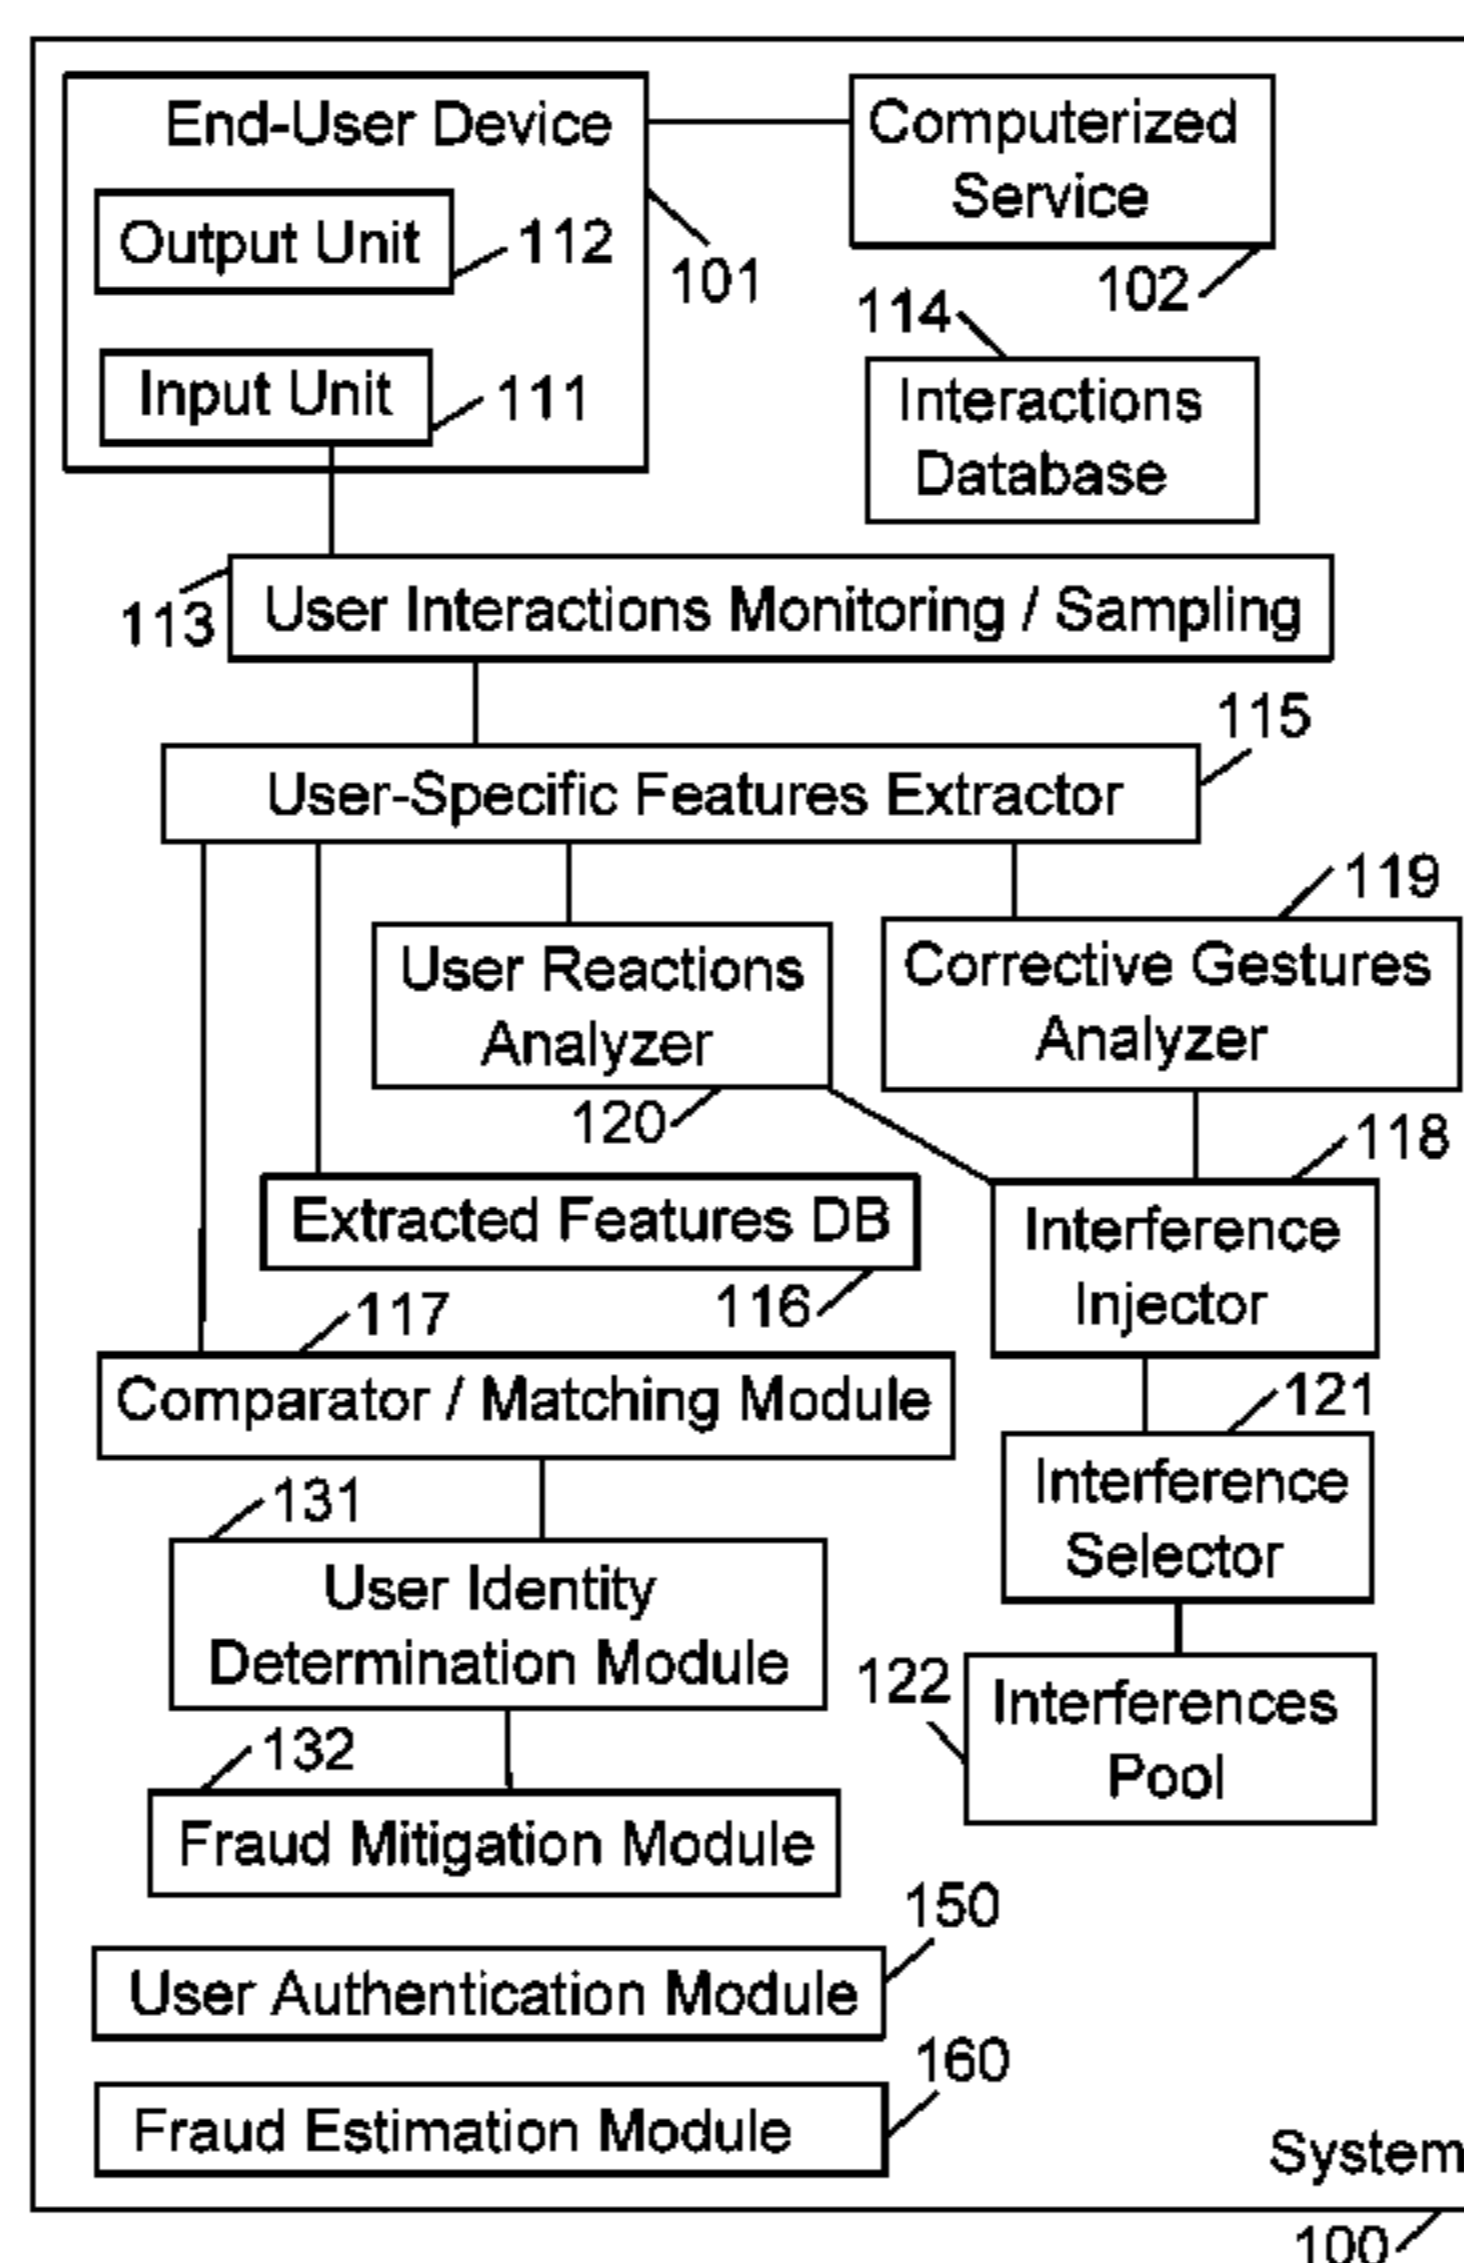 End-User Device
Computerized
Service
Output Unit
112
101
102
114
Input Unit
111
Interactions
Database
113
User Interactions Monitoring / Sampling
115
User-Specific Features Extractor
119
User Reactions
Analyzer
Corrective Gestures
Analyzer
120
118
Extracted Features DB
116
Interference
Injector
117
Comparator / Matching Module
121
131
Interference
Selector
User Identity
Determination Module
122
Interferences
Pool
132
Fraud Mitigation Module
150
User Authentication Module
160
Fraud Estimation Module
System
100